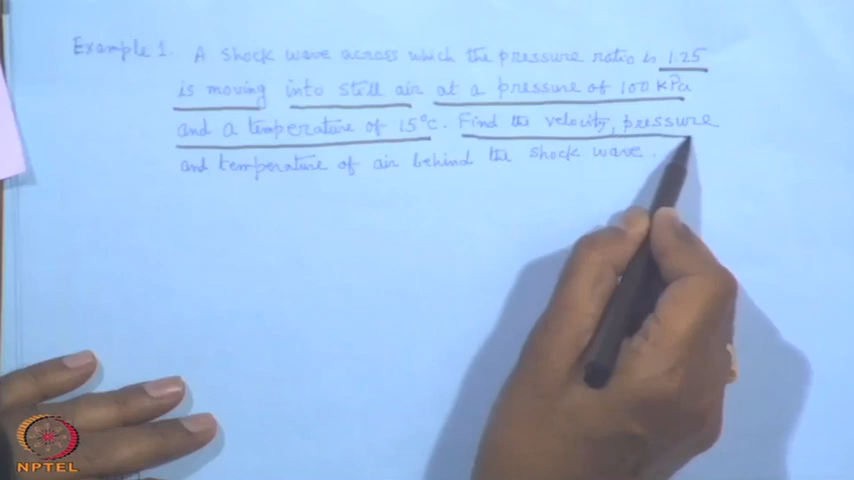 Example 1. A shock wave across which the pressure ratio is 1.25
is moving into still air at a pressure of 100 kPa
and a temperature of 15°C. Find the velocity, pressure
and temperature of air behind the shock wave.
NPTEL